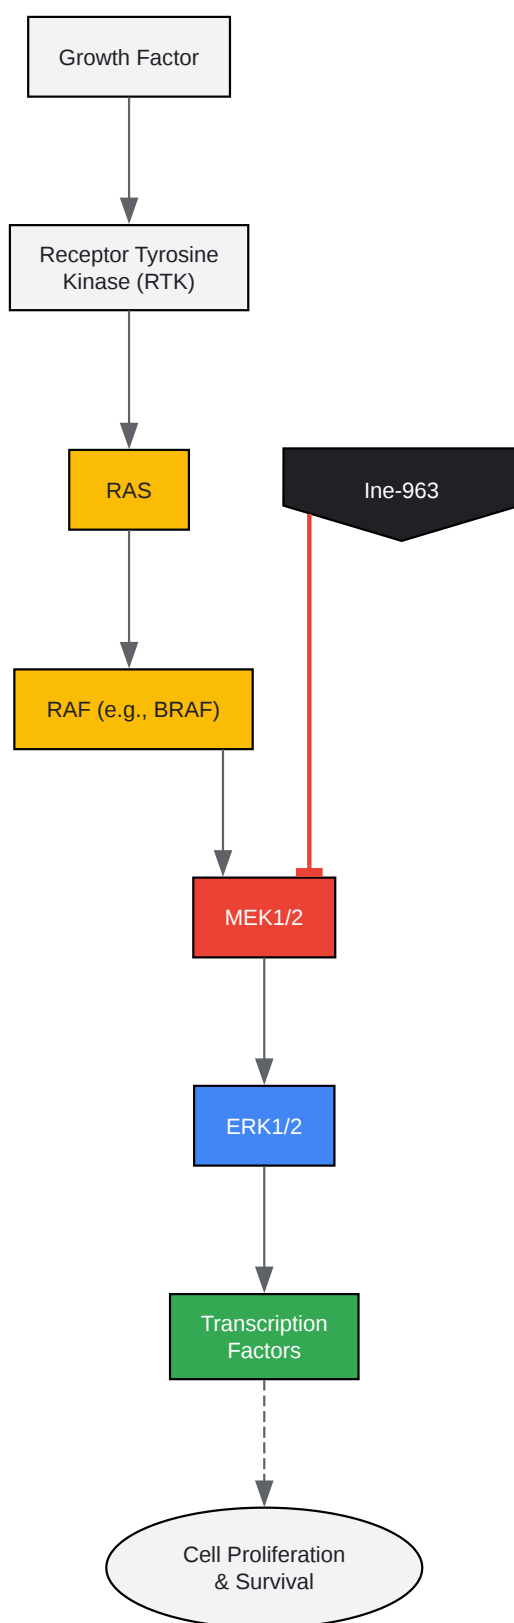 Growth Factor
Receptor Tyrosine
Kinase (RTK)
RAS
Ine-963
RAF (e.g., BRAF)
MEK1/2
ERK1/2
Transcription
Factors
Cell Proliferation
& Survival